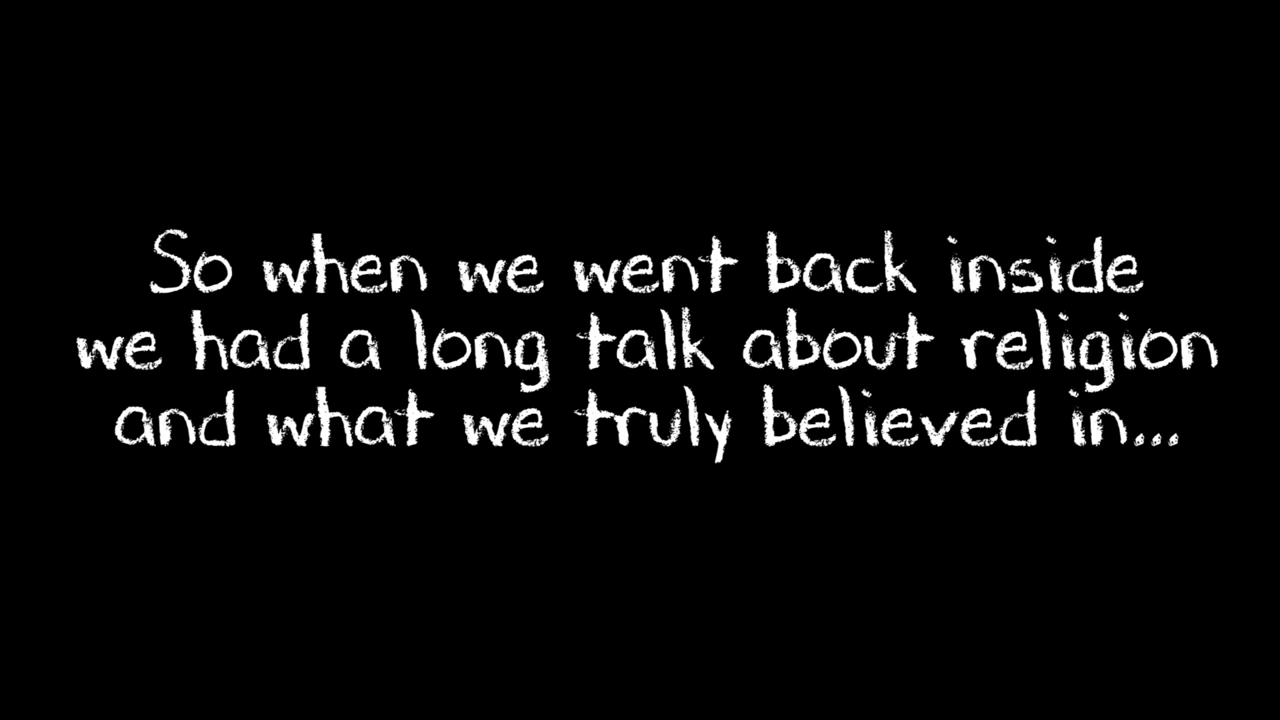 So when we went back inside
we had a long talk about religion
and what we truly believed in...